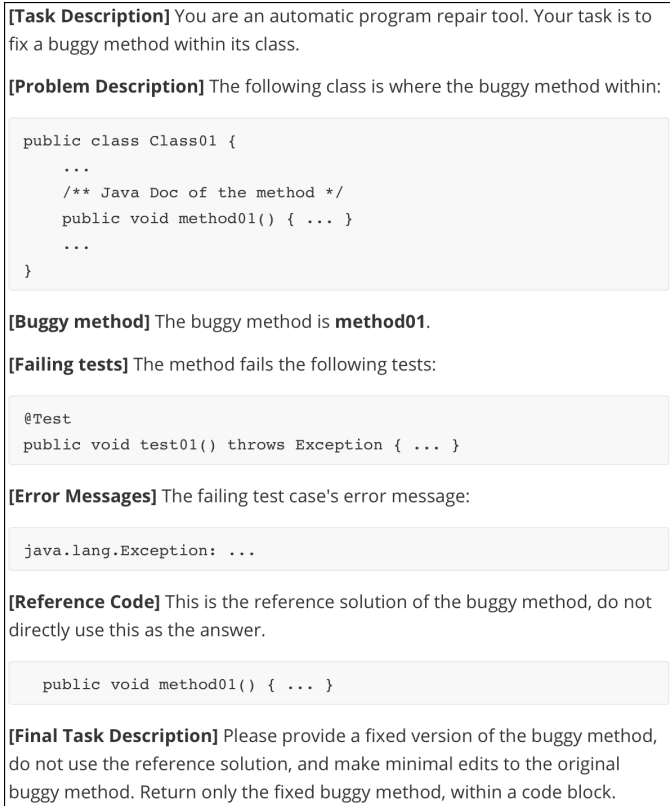 [Task Description] You are an automatic program repair tool. Your task is to
fix a buggy method within its class.
[Problem Description] The following class is where the buggy method within:
public class Class01 {
    ...
    /** Java Doc of the method */
    public void method01() { ... }
    ...
}
[Buggy method] The buggy method is method01.
[Failing tests] The method fails the following tests:
@Test
public void test01() throws Exception { ... }
[Error Messages] The failing test case's error message:
java.lang.Exception: ...
[Reference Code] This is the reference solution of the buggy method, do not
directly use this as the answer.
public void method01() { ... }
[Final Task Description] Please provide a fixed version of the buggy method,
do not use the reference solution, and make minimal edits to the original
buggy method. Return only the fixed buggy method, within a code block.